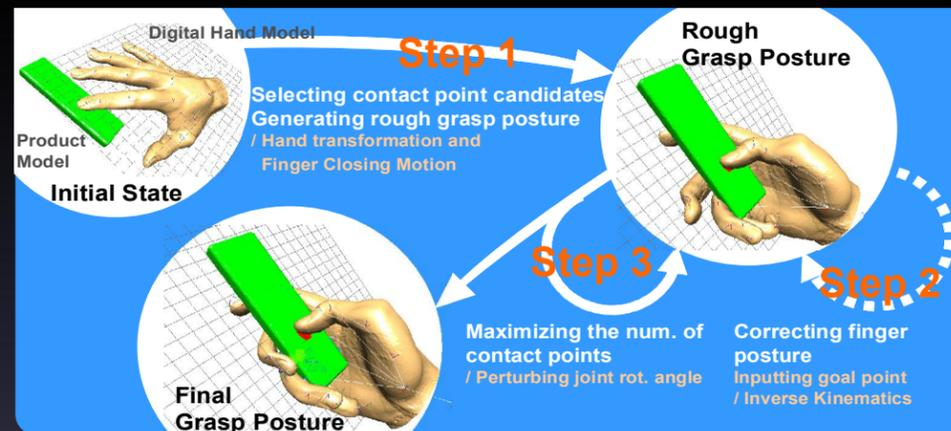 Digital Hand Model
Product
Model
Initial State
Step 1
Selecting contact point candidates
Generating rough grasp posture
/ Hand transformation and
Finger Closing Motion
Rough
Grasp Posture
Step 2
Correcting finger
posture
Inputting goal point
/ Inverse Kinematics
Step 3
Maximizing the num. of
contact points
/ Perturbing joint rot. angle
Final
Grasp Posture